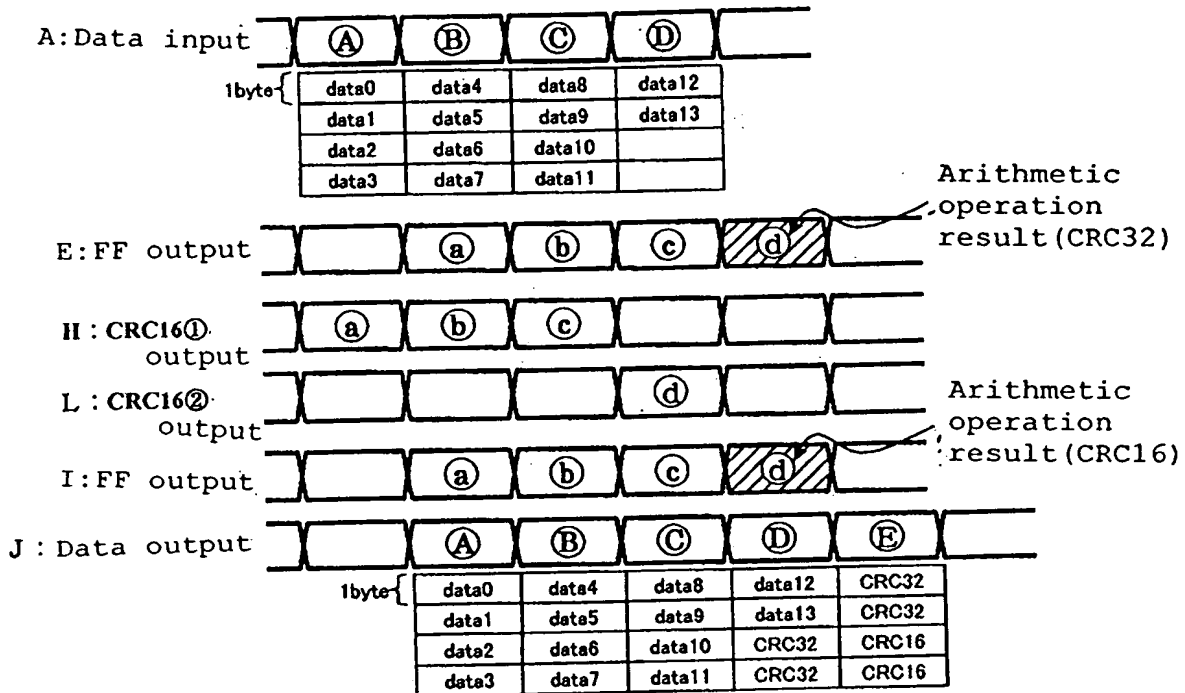 A:Data input Ⓐ Ⓑ Ⓒ Ⓓ
1byte{ data0 data4 data8 data12
data1 data5 data9 data13
data2 data6 data10
data3 data7 data11
Arithmetic
operation
result(CRC32)
E:FF output ⓐ ⓑ ⓒ ⓓ
H : CRC16① ⓐ ⓑ ⓒ
output
L : CRC16② ⓓ
output
Arithmetic
operation
result(CRC16)
I:FF output ⓐ ⓑ ⓒ ⓓ
J : Data output Ⓐ Ⓑ Ⓒ Ⓓ Ⓔ
1byte{ data0 data4 data8 data12 CRC32
data1 data5 data9 data13 CRC32
data2 data6 data10 CRC32 CRC16
data3 data7 data11 CRC32 CRC16